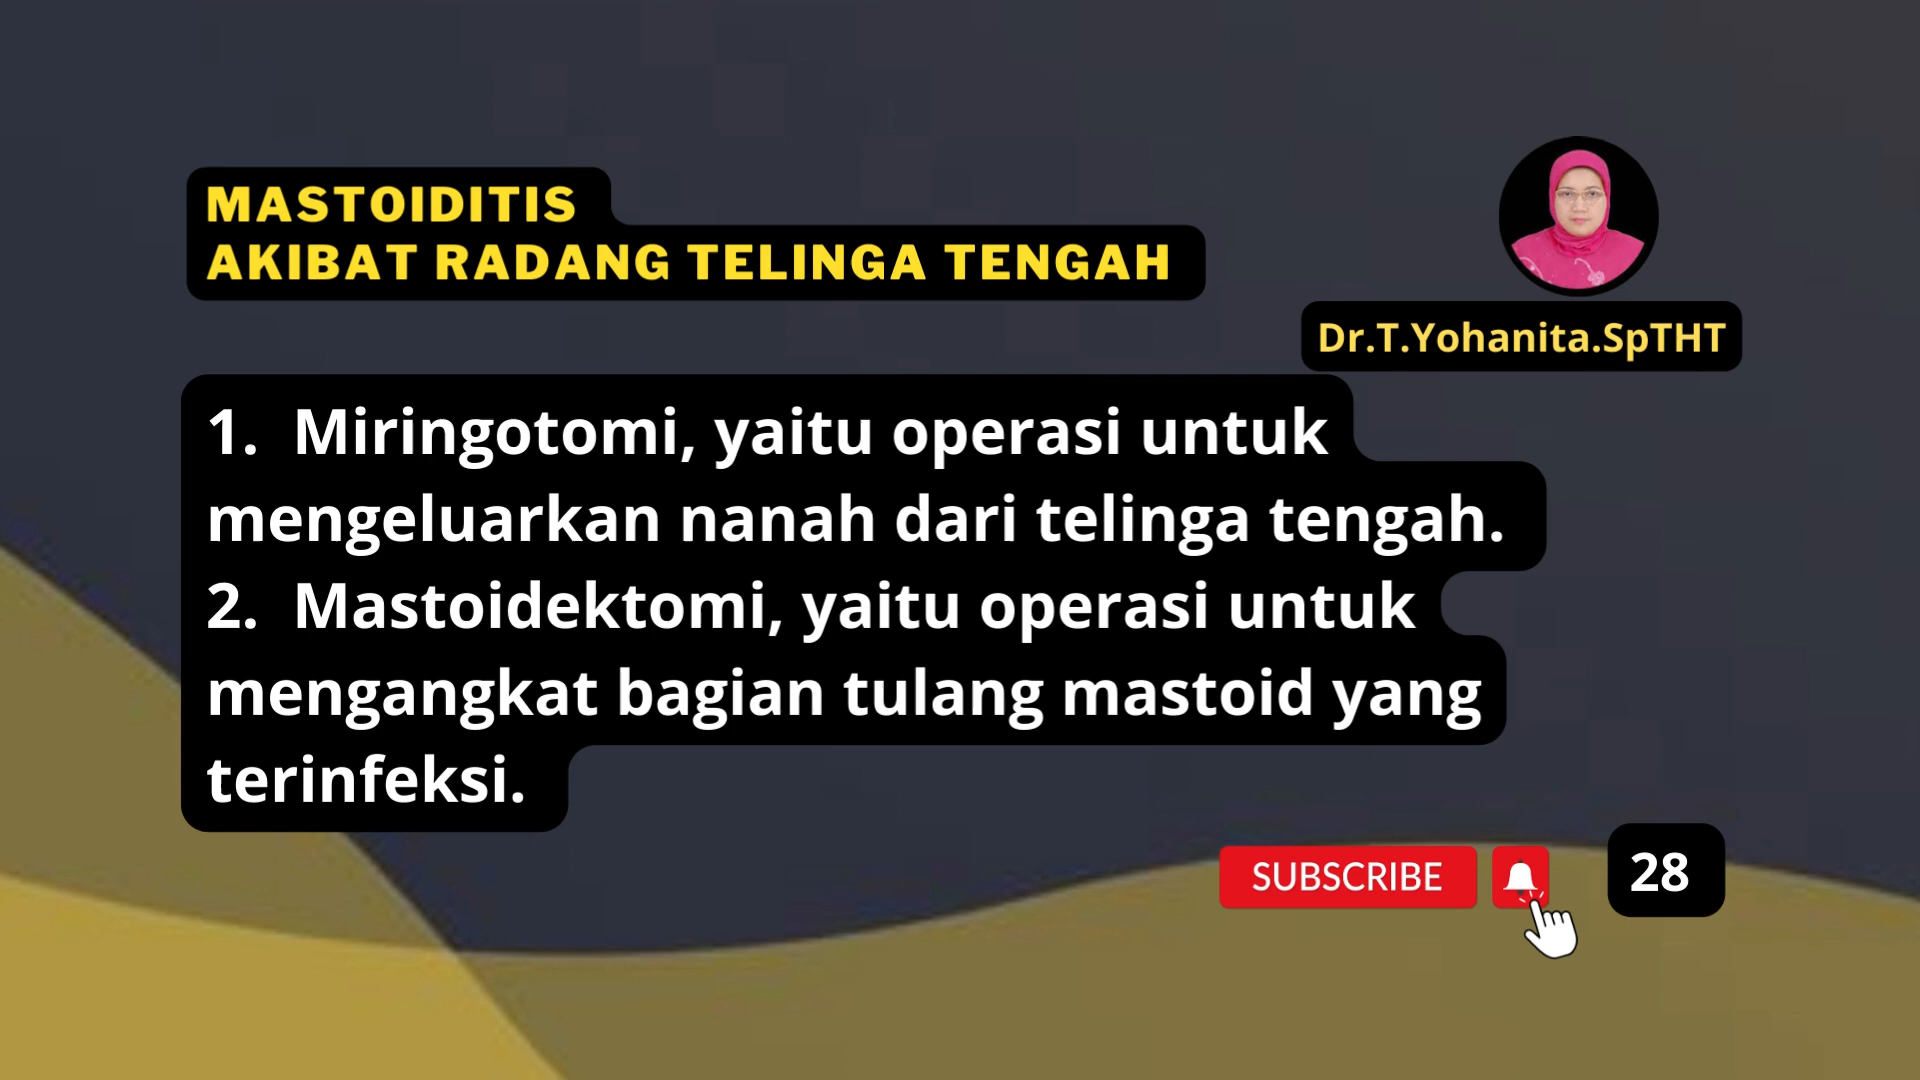 MASTOIDITIS
AKIBAT RADANG TELINGA TENGAH
Dr.T.Yohanita.SpTHT
1. Miringotomi, yaitu operasi untuk
mengeluarkan nanah dari telinga tengah.
2. Mastoidektomi, yaitu operasi untuk
mengangkat bagian tulang mastoid yang
terinfeksi.
SUBSCRIBE
28